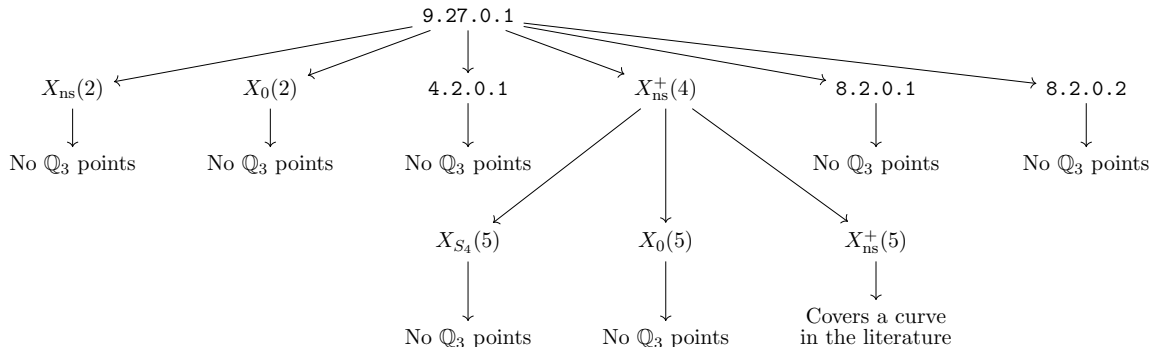 9.27.0.1
X_ns(2) X_0(2) 4.2.0.1 X_ns^+(4) 8.2.0.1 8.2.0.2
No ℚ_3 points No ℚ_3 points No ℚ_3 points No ℚ_3 points No ℚ_3 points
X_{S_4}(5) X_0(5) X_ns^+(5)
No ℚ_3 points No ℚ_3 points Covers a curve
in the literature